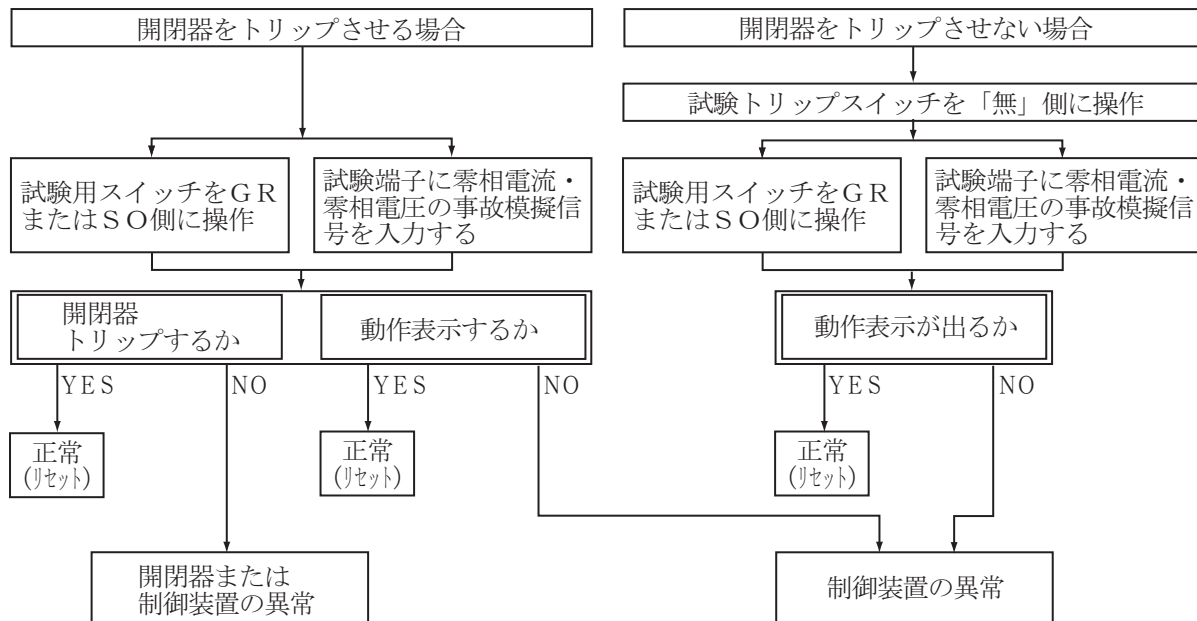 開閉器をトリップさせる場合
試験用スイッチをＧＲ
またはＳＯ側に操作
試験端子に零相電流・
零相電圧の事故模擬信
号を入力する
開閉器
トリップするか
動作表示するか
YES
NO
YES
NO
正常
(リセット)
正常
(リセット)
開閉器または
制御装置の異常
開閉器をトリップさせない場合
試験トリップスイッチを「無」側に操作
試験用スイッチをＧＲ
またはＳＯ側に操作
試験端子に零相電流・
零相電圧の事故模擬信
号を入力する
動作表示が出るか
YES
NO
正常
(リセット)
制御装置の異常